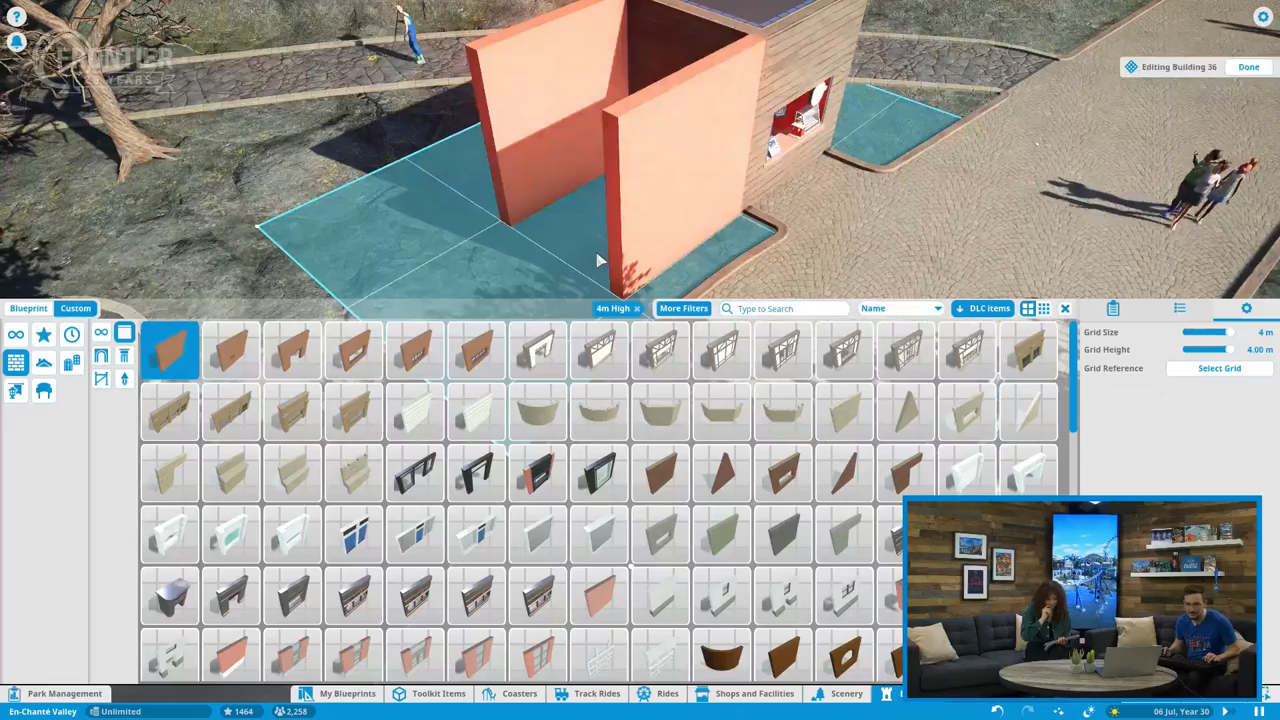 FRONTIER
YEARS
Editing Building 36
Done
Blueprint
Custom
4m High
More Filters
Type to Search
Name
DLC items
Grid Size
4 m
Grid Height
4.00 m
Grid Reference
Select Grid
Park Management
My Blueprints
Toolkit Items
Coasters
Track Rides
Rides
Shops and Facilities
Scenery
En-Chanté Valley
Unlimited
1464
2,258
06 Jul, Year 30